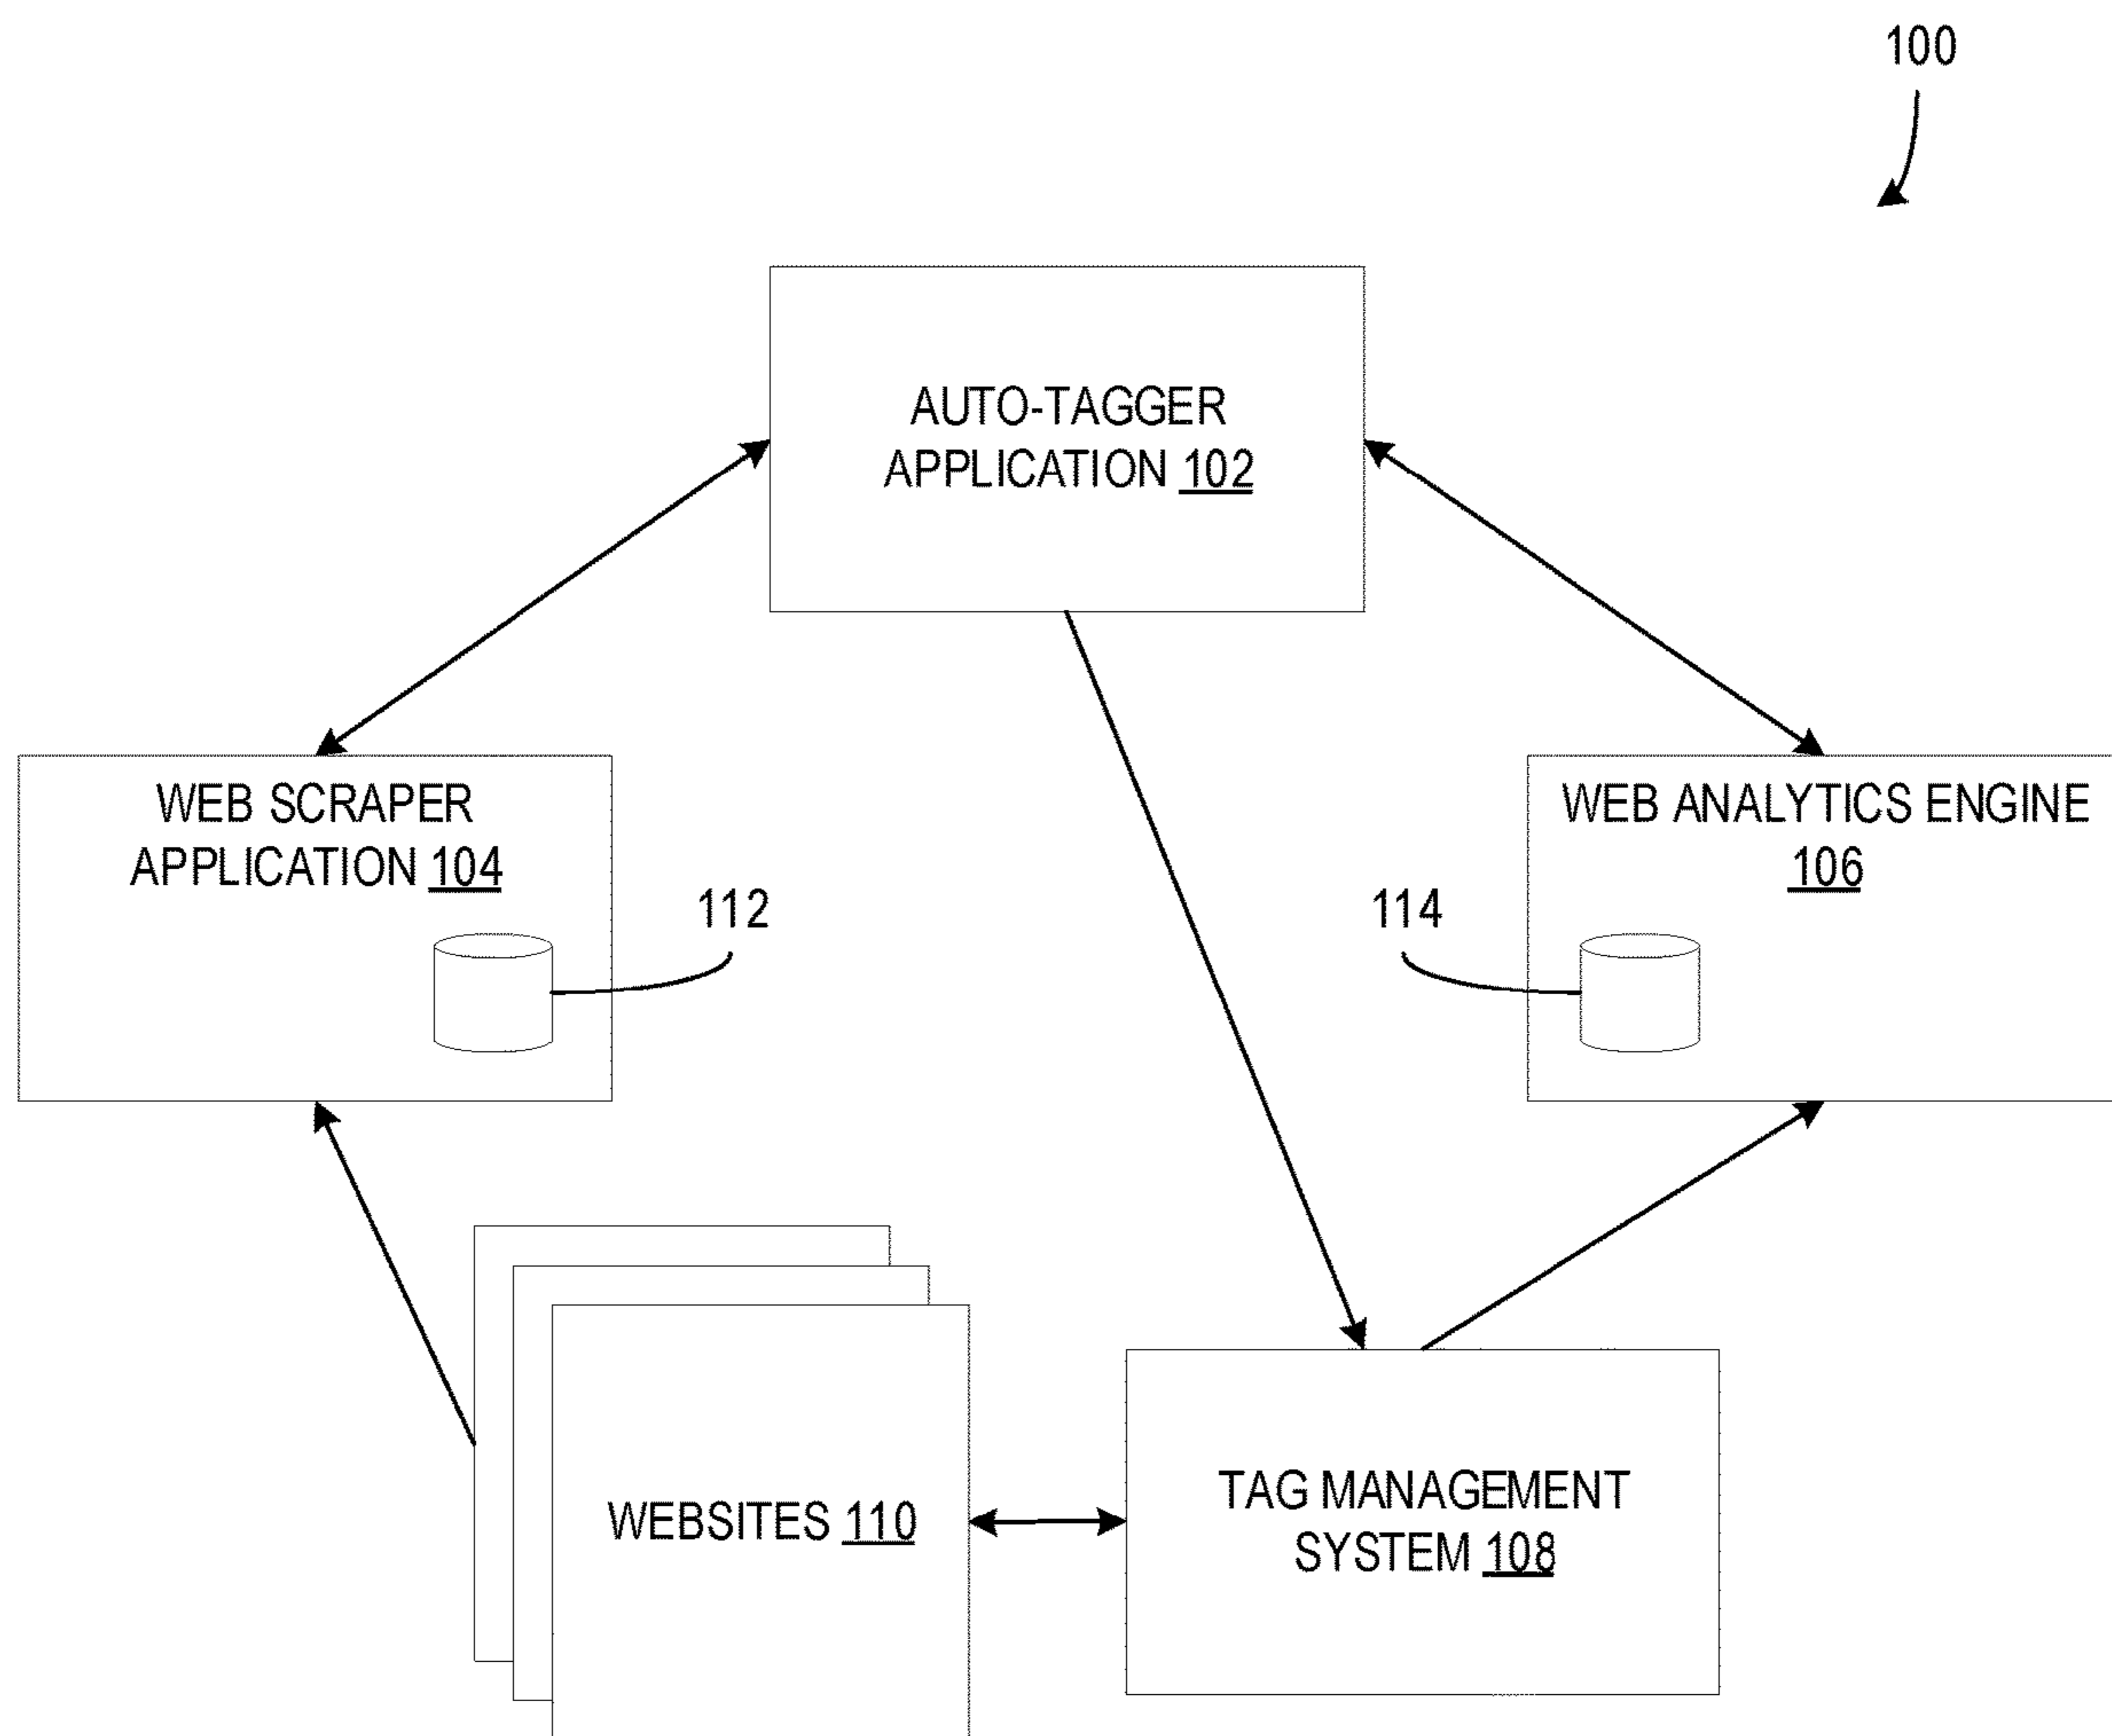 100
AUTO-TAGGER
APPLICATION 102
WEB SCRAPER
APPLICATION 104
112
WEB ANALYTICS ENGINE
106
114
WEBSITES 110
TAG MANAGEMENT
SYSTEM 108